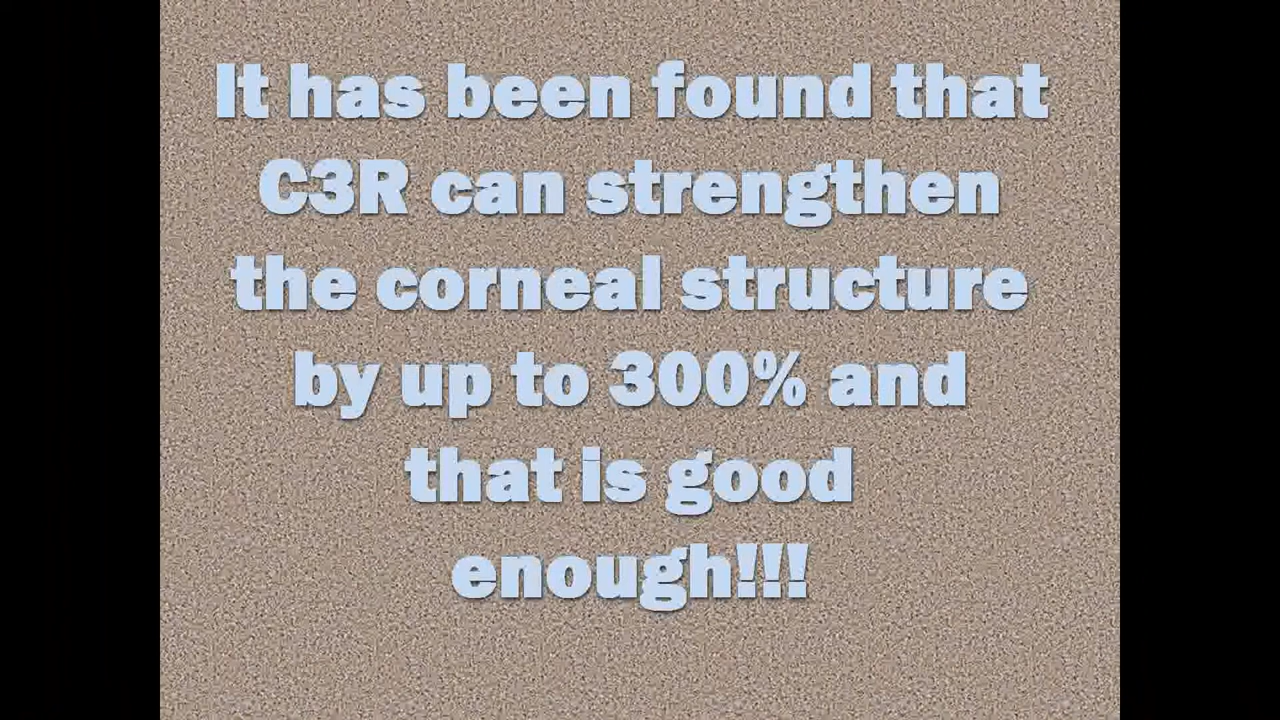 It has been found that
C3R can strengthen
the corneal structure
by up to 300% and
that is good
enough!!!